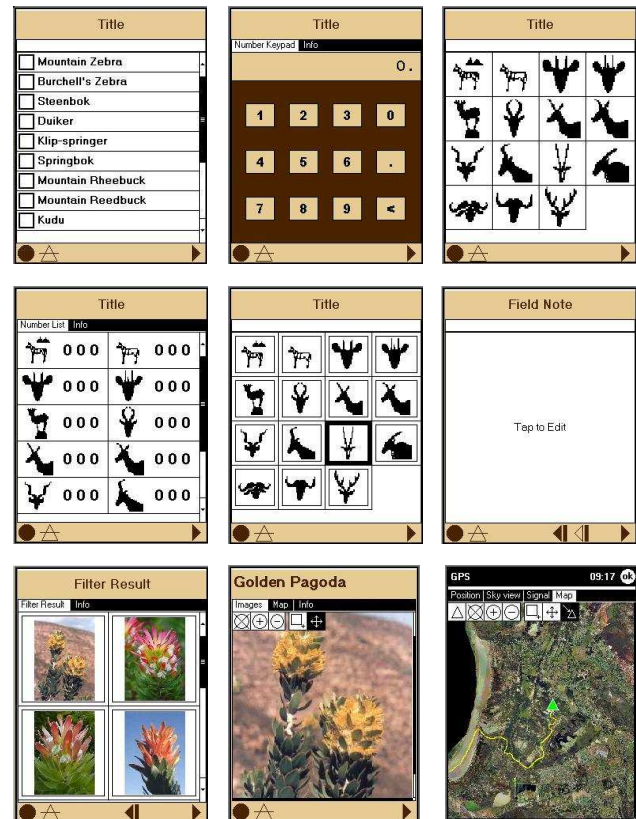 Title
Mountain Zebra
Burchell's Zebra
Steenbok
Duiker
Klip-springer
Springbok
Mountain Rheebuck
Mountain Reedbuck
Kudu
Title
Number Keypad Info
0.
1 2 3 0
4 5 6 .
7 8 9 <
Title
Title
Number List Info
000 000
000 000
000 000
000 000
000 000
Title
Field Note
Tap to Edit
Filter Result
Filter Result Info
Golden Pagoda
Images Map Info
GPS 09:17 ok
Position Sky view Signal Map